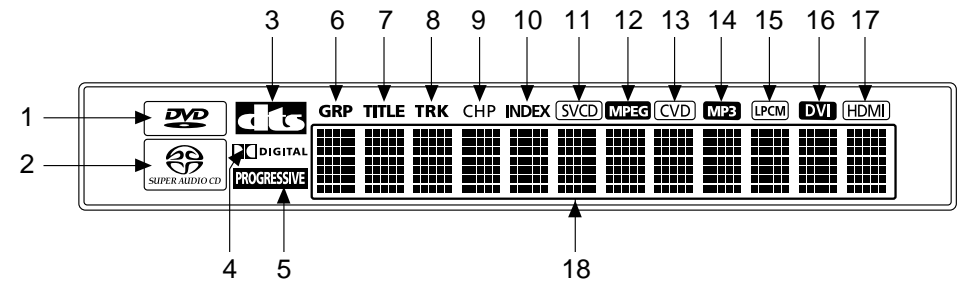 3 6 7 8 9 10 11 12 13 14 15 16 17
1 DVD dts GRP TITLE TRK CHP INDEX SVCD MPEG CVD MP3 LPCM DVI HDMI
2 SUPER AUDIO CD DIGITAL
PROGRESSIVE
4 5 18